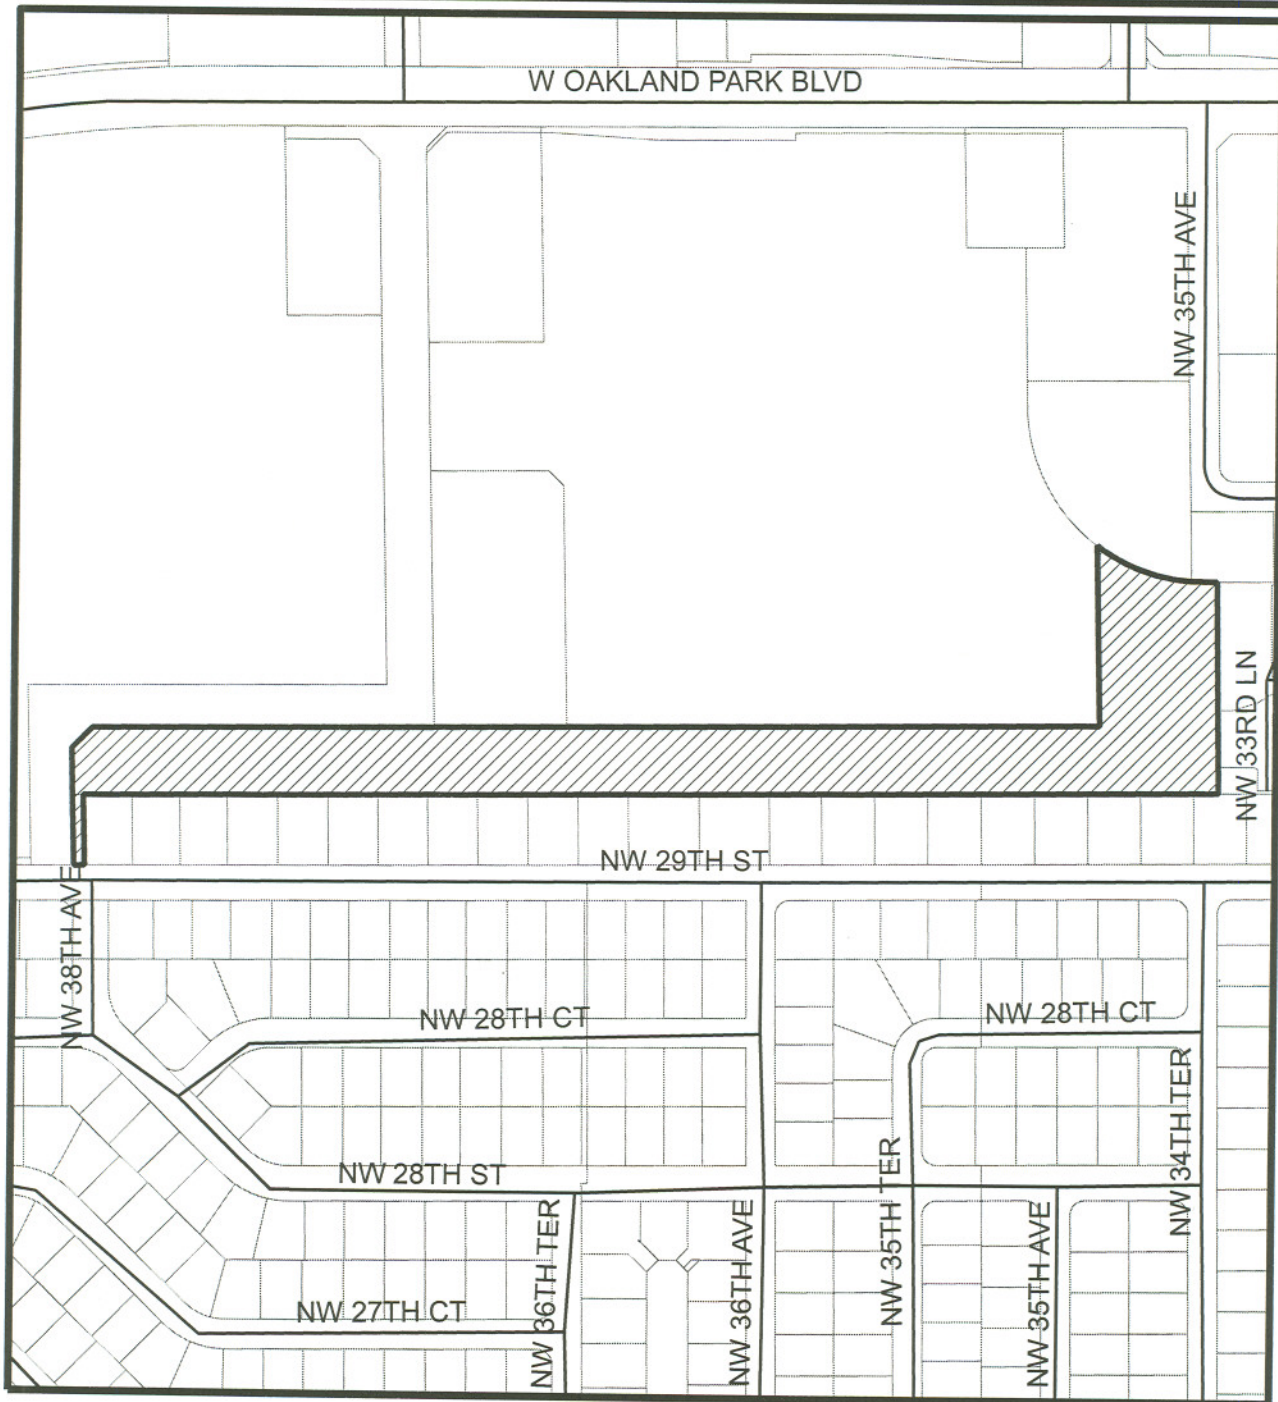 W OAKLAND PARK BLVD
NW 35TH AVE
NW 33RD LN
NW 29TH ST
NW 38TH AVE
NW 28TH CT
NW 28TH CT
NW 34TH TER
NW 28TH ST
NW 35TH TER
NW 36TH TER
NW 36TH AVE
NW 35TH AVE
NW 27TH CT